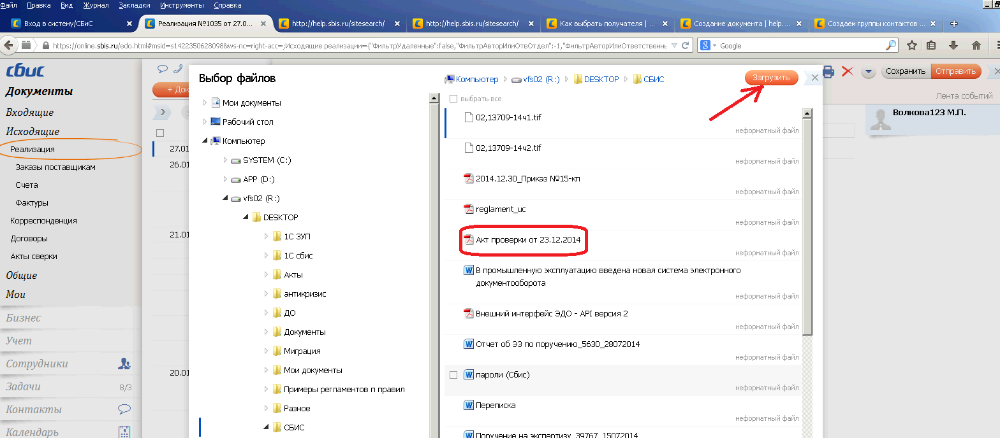 Файл Правка Вид Журнал Закладки Инструменты Справка
Вход в систему/СБиС
Реализация №1035 от 27.0...
http://help.sbis.ru/sitesearch/
http://help.sbis.ru/sitesearch/
Как выбрать получателя | ...
Создание документа | help....
Создаем группы контактов ...
https://online.sbis.ru/edo.html#msid=s1422350628098&ws-nc=right-acc=;Исходящие реализации={"ФильтрУдаленные":false,"ФильтрАвторИлиОтвОтдел":-1,"ФильтрАвторИлиОтветственны
Google
сбис
Документы
Входящие
Исходящие
Реализация
Заказы поставщикам
Счета
Фактуры
Корреспонденция
Договоры
Акты сверки
Общие
Мои
Бизнес
Учет
Сотрудники
Задачи 8/3
Контакты
Календарь 1
+ Док
27.01
26.01
21.01
20.01
Выбор файлов
Мои документы
Рабочий стол
Компьютер
SYSTEM (C:)
APP (D:)
vfs02 (R:)
DESKTOP
1С ЗУП
1С сбис
Акты
антикризис
ДО
Документы
Миграция
Мои документы
Примеры регламентов п правил
Разное
СБИС
Компьютер vfs02 (R:) DESKTOP СБИС
Загрузить
выбрать все
02,13709-14ч1.tif
неформатный файл
02,13709-14ч2.tif
неформатный файл
2014.12.30_Приказ №15-кп
неформатный файл
reglament_uc
неформатный файл
Акт проверки от 23.12.2014
неформатный файл
В промышленную эксплуатацию введена новая система электронного
документооборота
неформатный файл
Внешний интерфейс ЭДО - API версия 2
неформатный файл
Отчет об ЭЗ по поручению_5630_28072014
неформатный файл
пароли (Сбис)
неформатный файл
Переписка
неформатный файл
Поручение на экспертизу_39767_15072014
Сохранить Отправить
Лента событий
Волкова123 М.П.